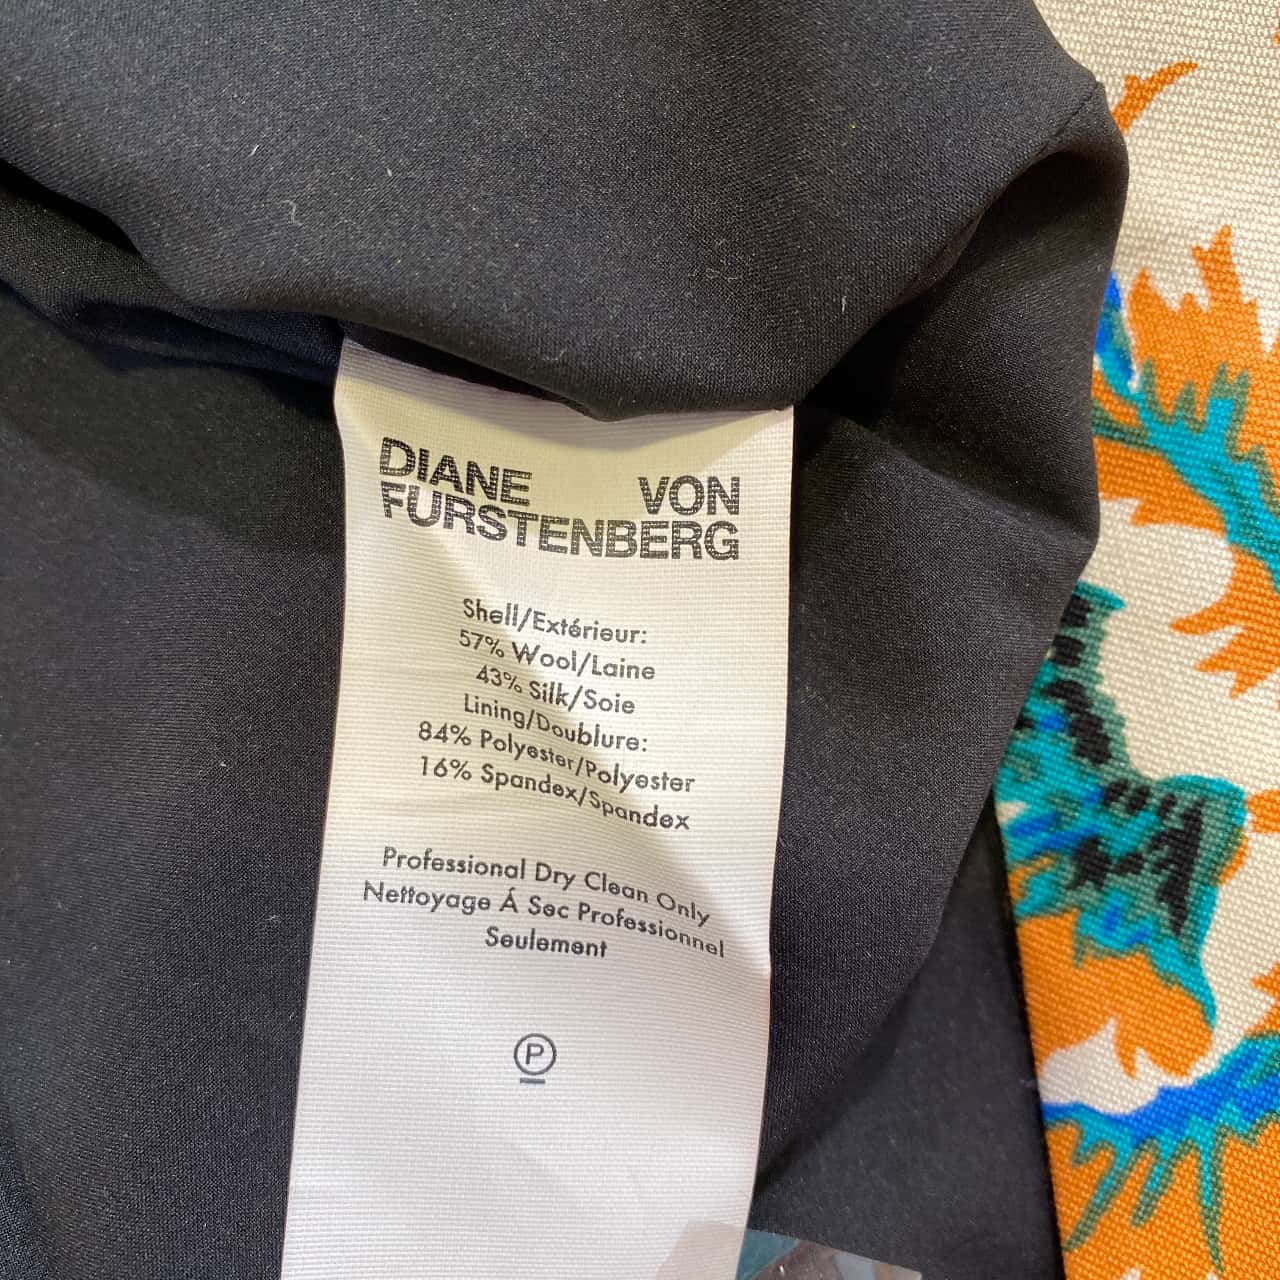 DIANE VON
FURSTENBERG
Shell/Extérieur:
57% Wool/Laine
43% Silk/Soie
Lining/Doublure:
84% Polyester/Polyester
16% Spandex/Spandex
Professional Dry Clean Only
Nettoyage Á Sec Professionnel
Seulement
P